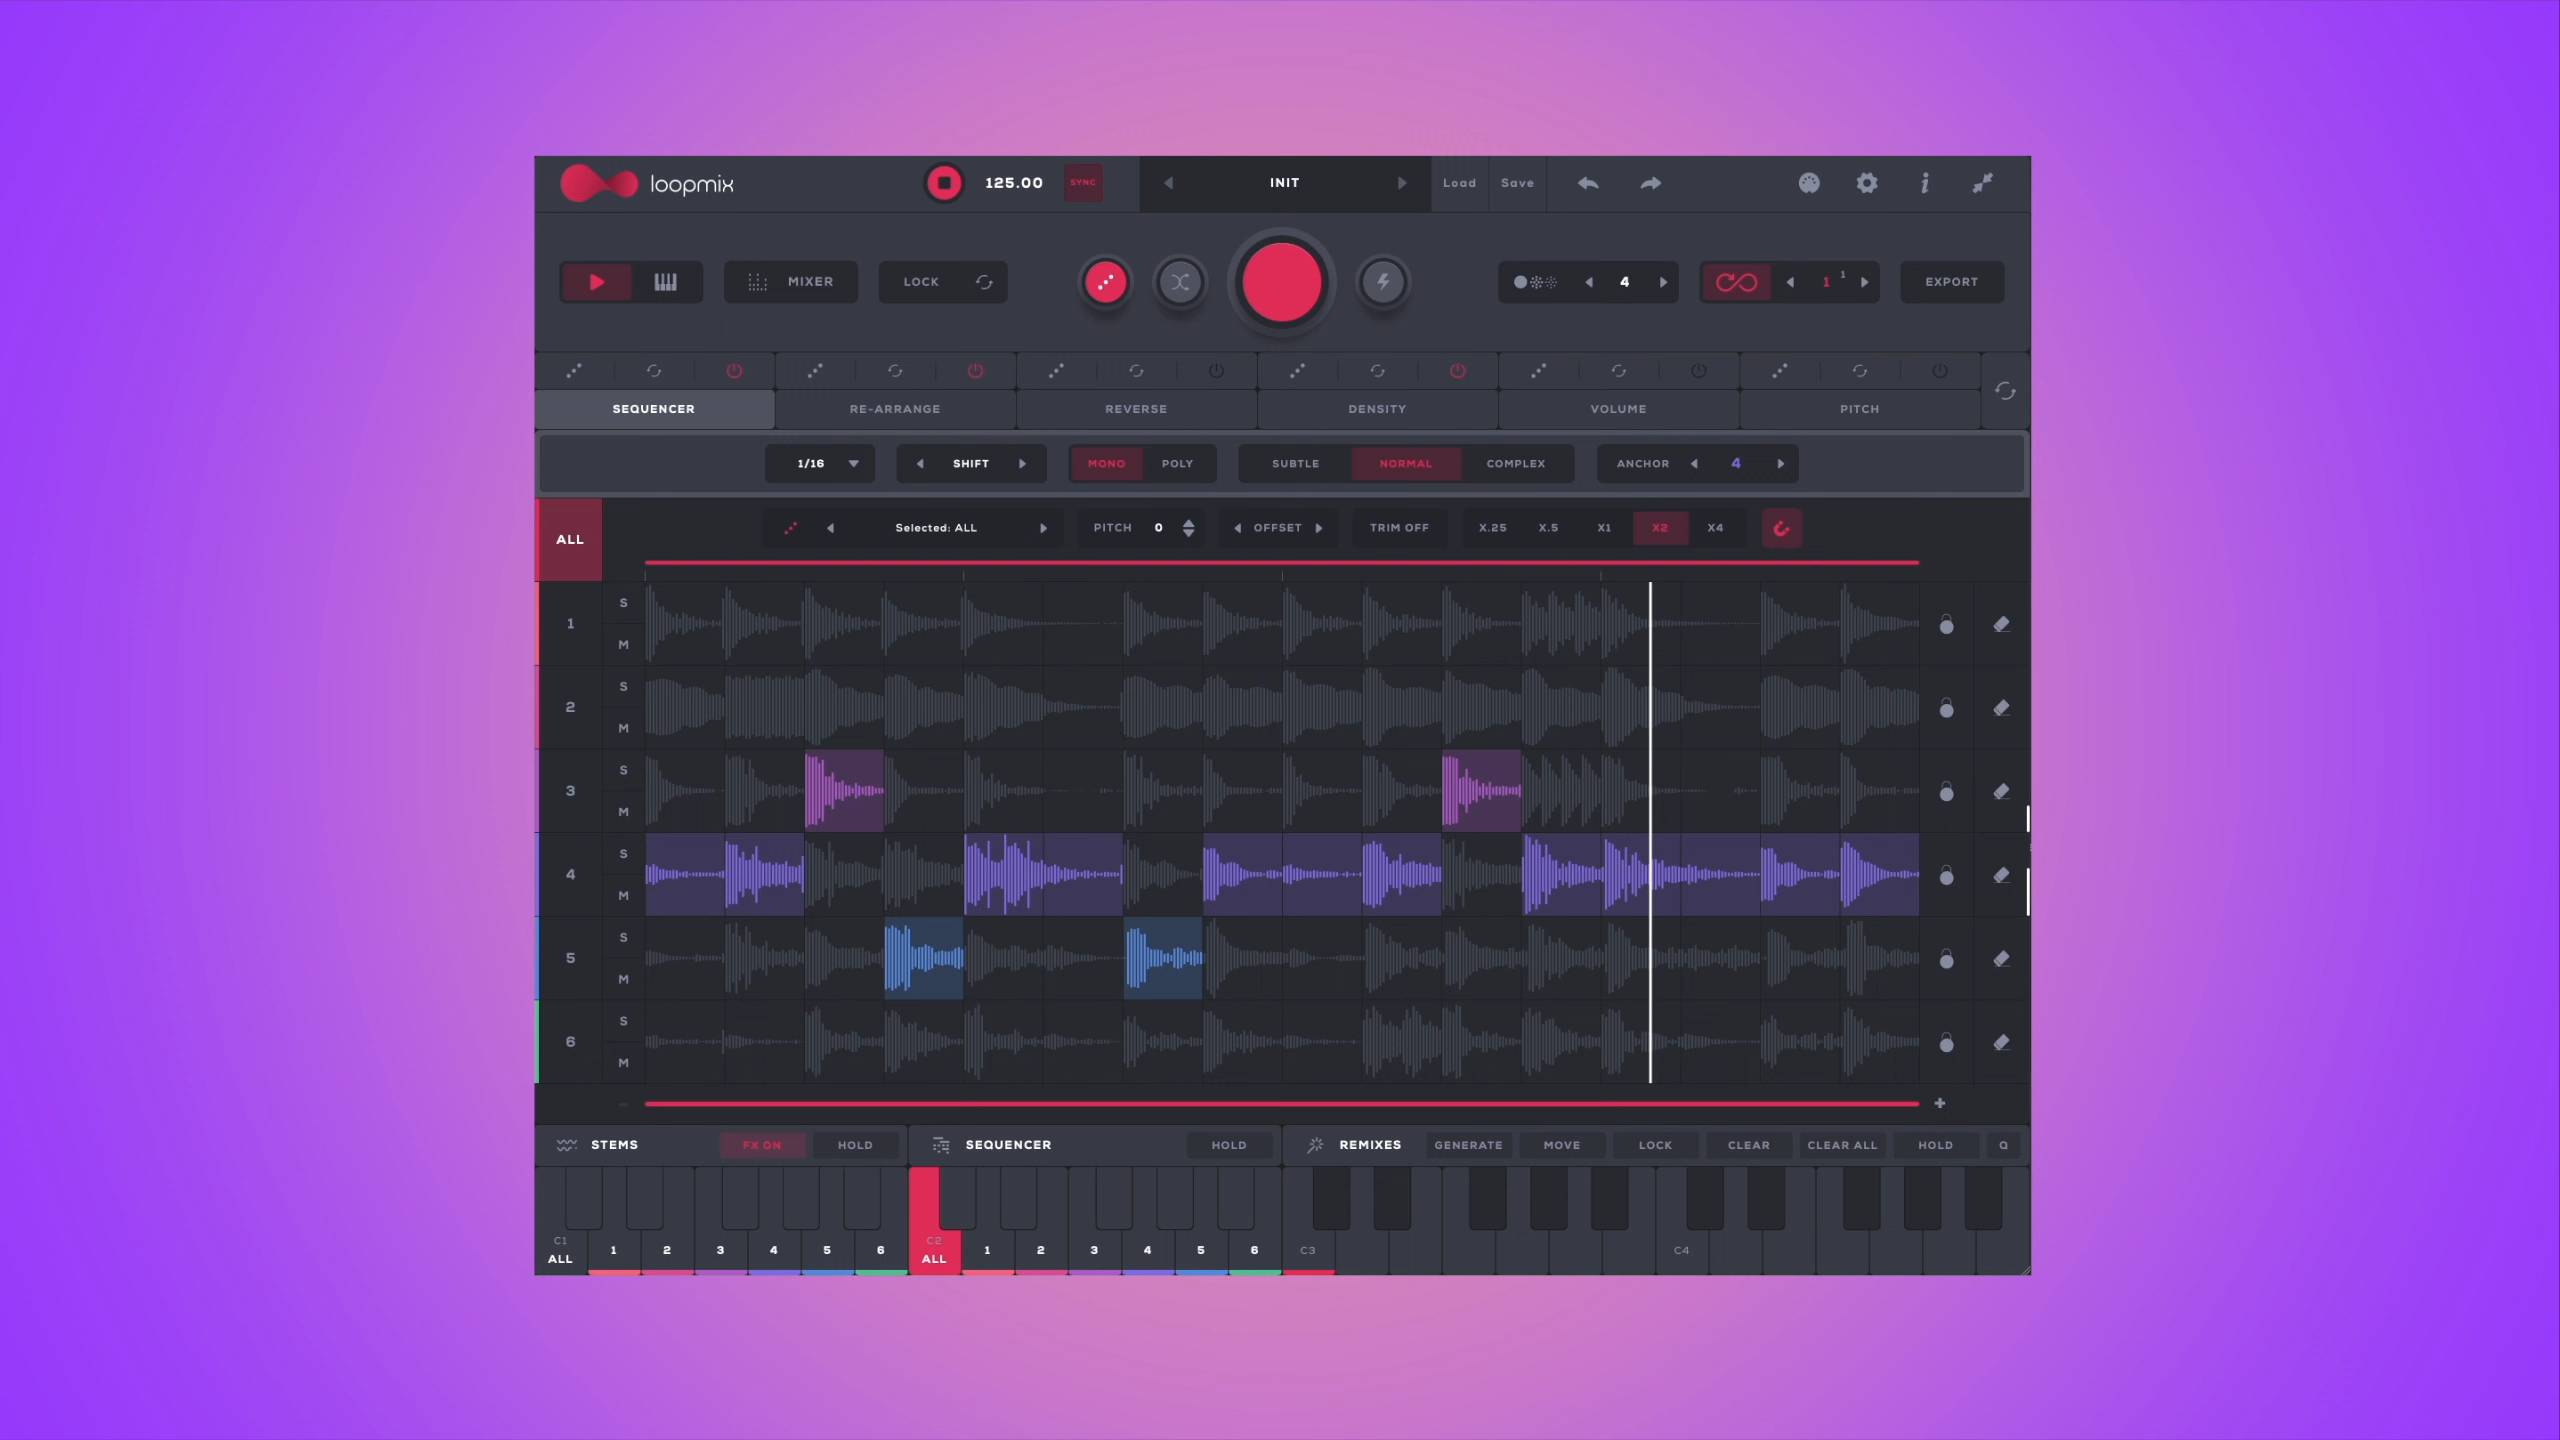 loopmix 125.00 SYNC INIT Load Save i
MIXER LOCK 4 1 1 EXPORT
SEQUENCER RE-ARRANGE REVERSE DENSITY VOLUME PITCH
1/16 SHIFT MONO POLY SUBTLE NORMAL COMPLEX ANCHOR 4
ALL Selected: ALL PITCH 0 OFFSET TRIM OFF X.25 X.5 X1 X2 X4
S
1
M
S
2
M
S
3
M
S
4
M
S
5
M
S
6
M
- +
STEMS FX ON HOLD SEQUENCER HOLD REMIXES GENERATE MOVE LOCK CLEAR CLEAR ALL HOLD Q
C1 C2 C3 C4
ALL 1 2 3 4 5 6 ALL 1 2 3 4 5 6